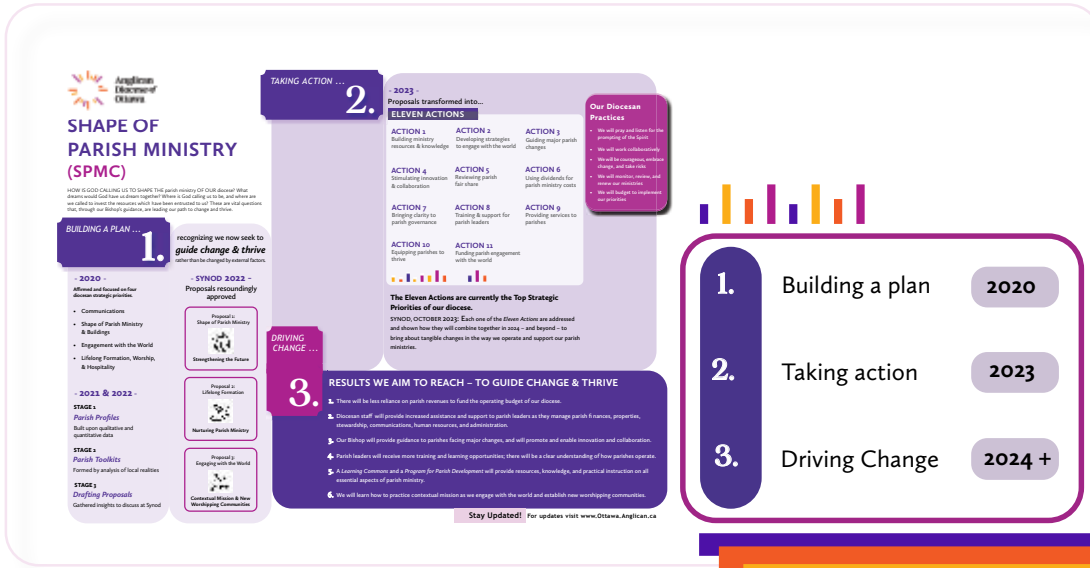 Anglican
Diocese of
Ottawa
SHAPE OF
PARISH MINISTRY
(SPMC)
HOW IS GOD CALLING US TO SHAPE THE parish ministry OF OUR diocese? What
dreams would God have us dream together? Where is God calling us to be, and where are
we called to invest the resources which have been entrusted to us? These are vital questions
that, through our Bishop's guidance, are leading our path to change and thrive.
BUILDING A PLAN ...
1.
recognizing we now seek to
guide change & thrive
rather than be changed by external factors.
- 2020 -
Affirmed and focused on four
diocesan strategic priorities.
• Communications
• Shape of Parish Ministry
& Buildings
• Engagement with the World
• Lifelong Formation, Worship,
& Hospitality
- 2021 & 2022 -
STAGE 1
Parish Profiles
Built upon qualitative and
quantitative data
STAGE 2
Parish Toolkits
Formed by analysis of local realities
STAGE 3
Drafting Proposals
Gathered insights to discuss at Synod
- SYNOD 2022 –
Proposals resoundingly
approved
Proposal 1:
Shape of Parish Ministry
Strengthening the Future
Proposal 2:
Lifelong Formation
Nurturing Parish Ministry
Proposal 3:
Engaging with the World
Contextual Mission & New
Worshipping Communities
TAKING ACTION ...
2.
- 2023 -
Proposals transformed into...
ELEVEN ACTIONS
ACTION 1
Building ministry
resources & knowledge
ACTION 2
Developing strategies
to engage with the world
ACTION 3
Guiding major parish
changes
ACTION 4
Stimulating innovation
& collaboration
ACTION 5
Reviewing parish
fair share
ACTION 6
Using dividends for
parish ministry costs
ACTION 7
Bringing clarity to
parish governance
ACTION 8
Training & support for
parish leaders
ACTION 9
Providing services to
parishes
ACTION 10
Equipping parishes to
thrive
ACTION 11
Funding parish engagement
with the world
The Eleven Actions are currently the Top Strategic
Priorities of our diocese.
SYNOD, OCTOBER 2023: Each one of the Eleven Actions are addressed
and shown how they will combine together in 2024 – and beyond – to
bring about tangible changes in the way we operate and support our parish
ministries.
Our Diocesan
Practices
• We will pray and listen for the
prompting of the Spirit
• We will work collaboratively
• We will be courageous, embrace
change, and take risks
• We will monitor, review, and
renew our ministries
• We will budget to implement
our priorities
DRIVING
CHANGE ...
3.
RESULTS WE AIM TO REACH – TO GUIDE CHANGE & THRIVE
1. There will be less reliance on parish revenues to fund the operating budget of our diocese.
2. Diocesan staff will provide increased assistance and support to parish leaders as they manage parish fi nances, properties,
stewardship, communications, human resources, and administration.
3. Our Bishop will provide guidance to parishes facing major changes, and will promote and enable innovation and collaboration.
4. Parish leaders will receive more training and learning opportunities; there will be a clear understanding of how parishes operate.
5. A Learning Commons and a Program for Parish Development will provide resources, knowledge, and practical instruction on all
essential aspects of parish ministry.
6. We will learn how to practice contextual mission as we engage with the world and establish new worshipping communities.
Stay Updated! For updates visit www.Ottawa.Anglican.ca
1. Building a plan 2020
2. Taking action 2023
3. Driving Change 2024 +